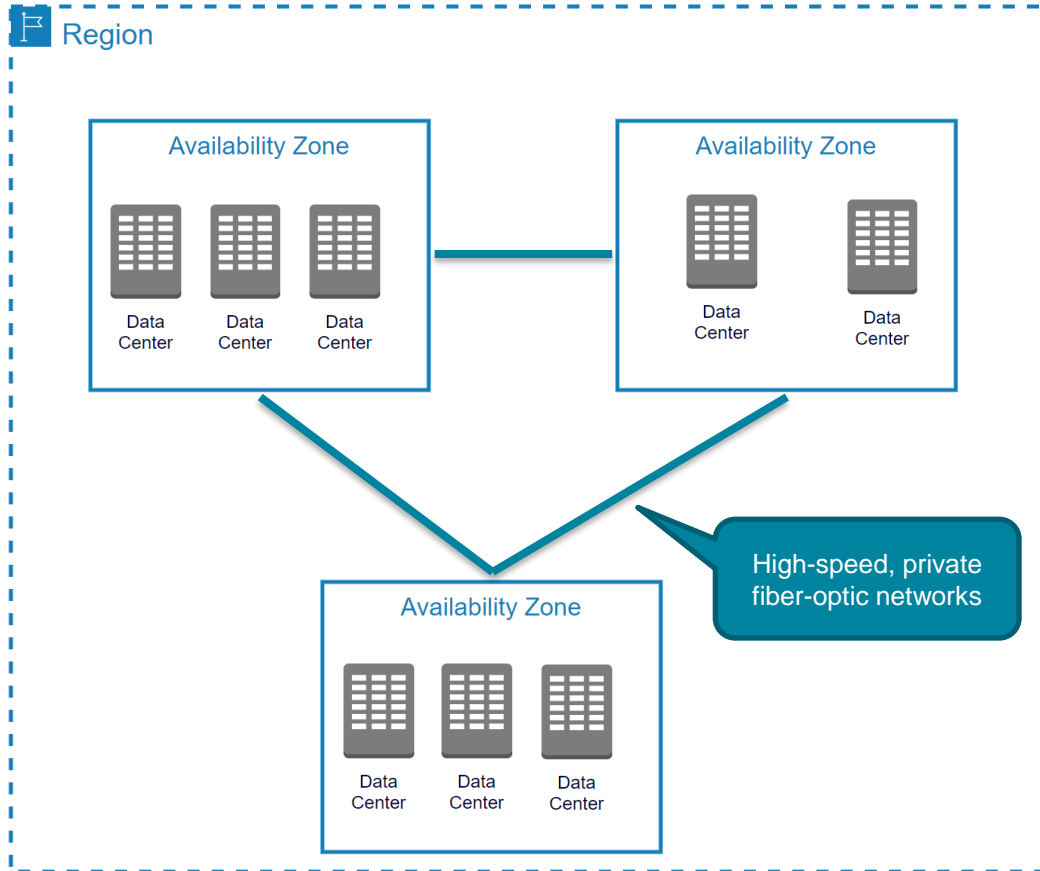 Region
Availability Zone
Data
Center
Data
Center
Data
Center
Availability Zone
Data
Center
Data
Center
High-speed, private
fiber-optic networks
Availability Zone
Data
Center
Data
Center
Data
Center